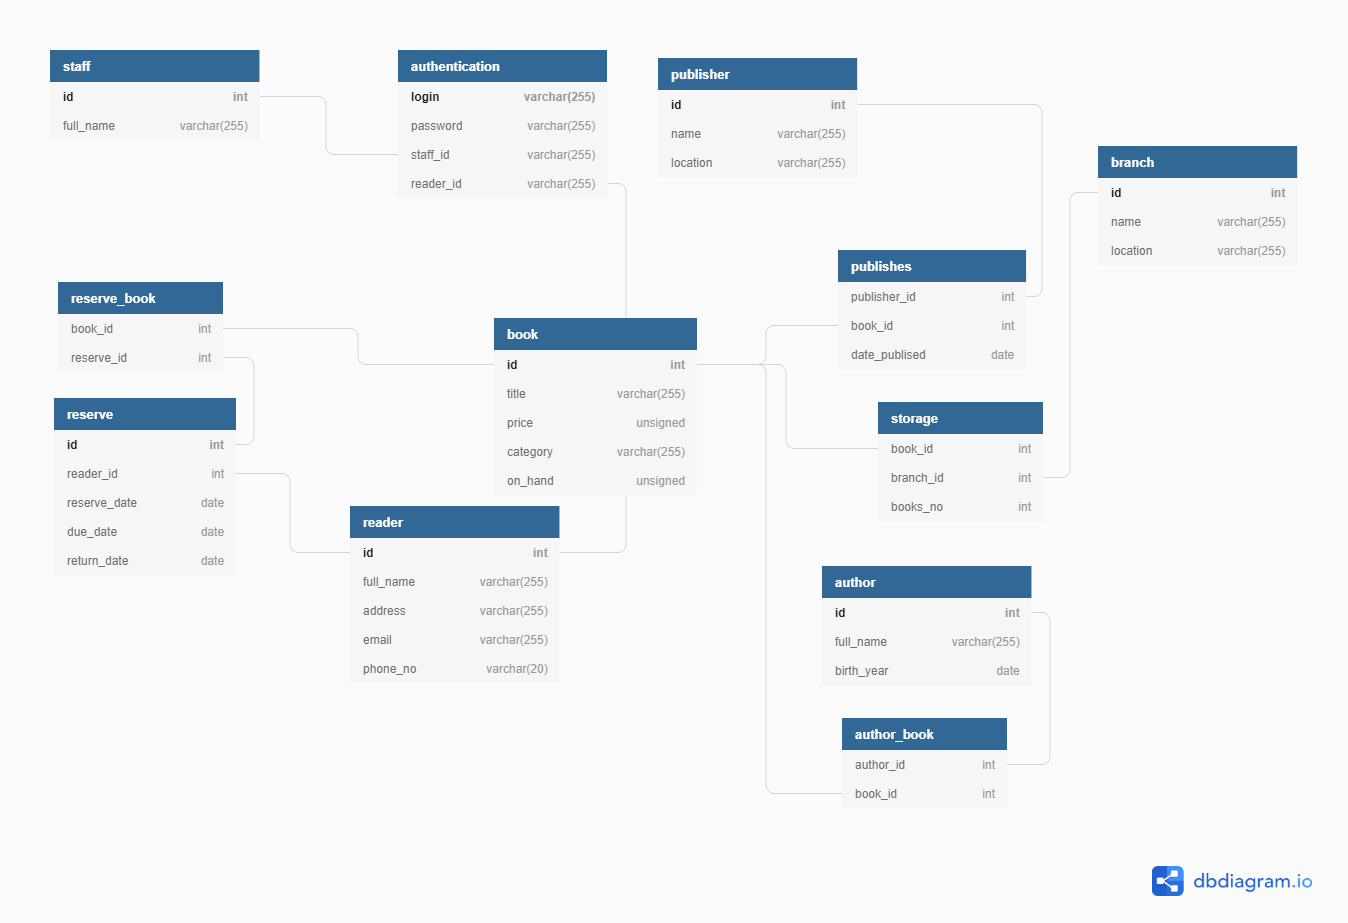 staff
id int
full_name varchar(255)
authentication
login varchar(255)
password varchar(255)
staff_id varchar(255)
reader_id varchar(255)
publisher
id int
name varchar(255)
location varchar(255)
branch
id int
name varchar(255)
location varchar(255)
publishes
publisher_id int
book_id int
date_publised date
reserve_book
book_id int
reserve_id int
book
id int
title varchar(255)
price unsigned
category varchar(255)
on_hand unsigned
reserve
id int
reader_id int
reserve_date date
due_date date
return_date date
storage
book_id int
branch_id int
books_no int
reader
id int
full_name varchar(255)
address varchar(255)
email varchar(255)
phone_no varchar(20)
author
id int
full_name varchar(255)
birth_year date
author_book
author_id int
book_id int
dbdiagram.io